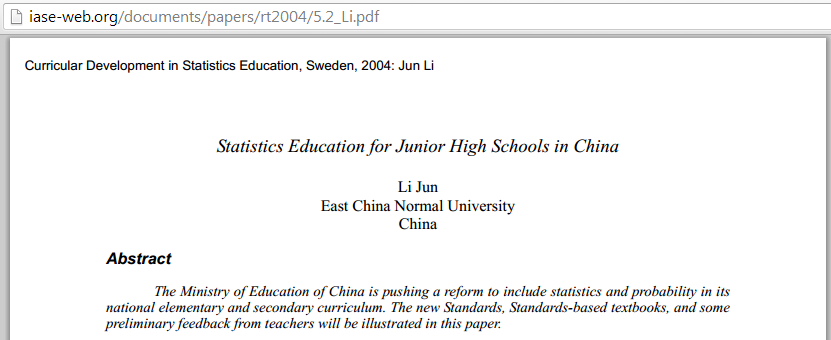 iase-web.org/documents/papers/rt2004/5.2_Li.pdf
Curricular Development in Statistics Education, Sweden, 2004: Jun Li
Statistics Education for Junior High Schools in China
Li Jun
East China Normal University
China
Abstract
The Ministry of Education of China is pushing a reform to include statistics and probability in its
national elementary and secondary curriculum. The new Standards, Standards-based textbooks, and some
preliminary feedback from teachers will be illustrated in this paper.